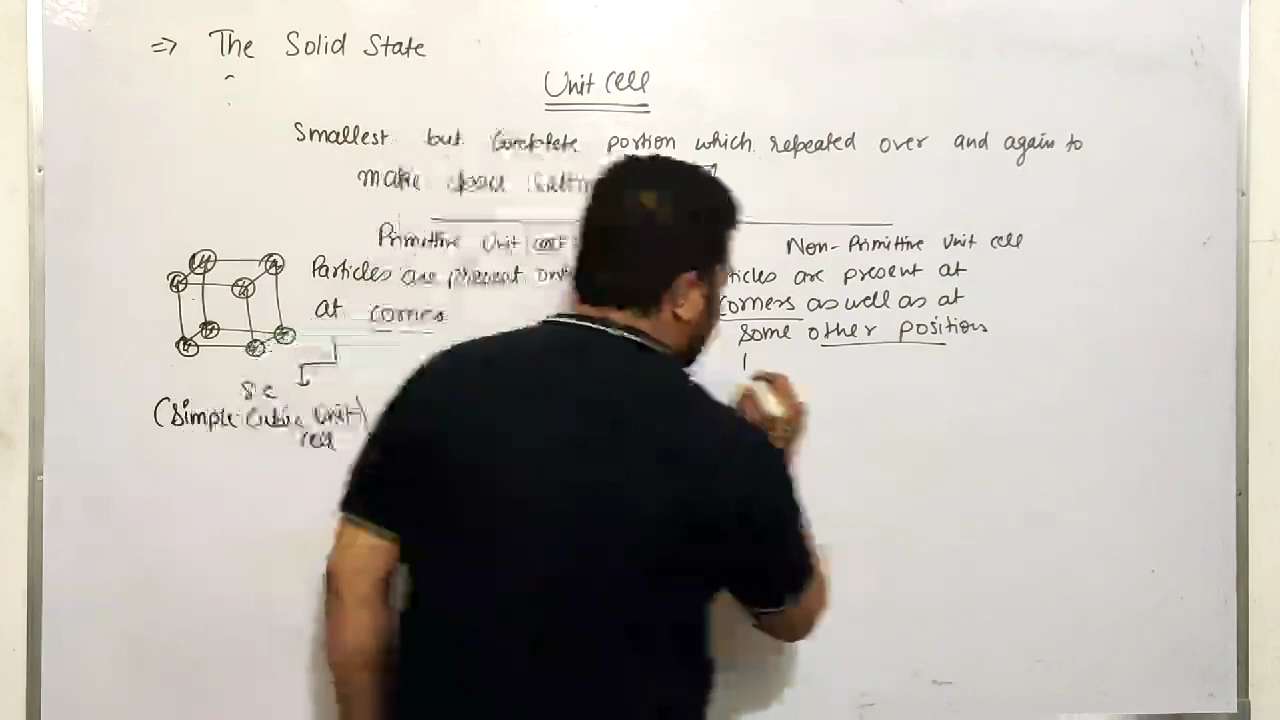 ⇒ The Solid State
Unit Cell
Smallest but Complete portion which repeated over and again to
make
Primitive Unit cell
Non-Primitive Unit cell
Particles are present
at corners
ticles are present at
corners as well as at
some other position
(Simple Cubic Unit)
cell